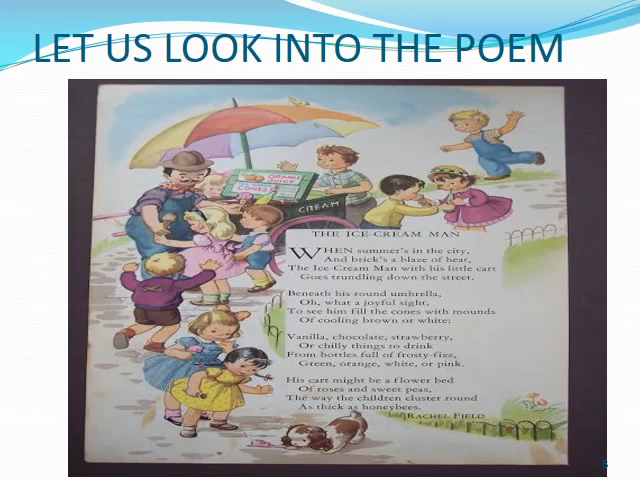 LET US LOOK INTO THE POEM
ORANGE
JUICE
CONES
CREAM
THE ICE-CREAM MAN
WHEN summer's in the city,
And brick's a blaze of heat,
The Ice-Cream Man with his little cart
Goes trundling down the street.
Beneath his round umbrella,
Oh, what a joyful sight,
To see him fill the cones with mounds
Of cooling brown or white:
Vanilla, chocolate, strawberry,
Or chilly things to drink
From bottles full of frosty-fizz,
Green, orange, white, or pink.
His cart might be a flower bed
Of roses and sweet peas,
The way the children cluster round
As thick as honeybees.
RACHEL FIELD